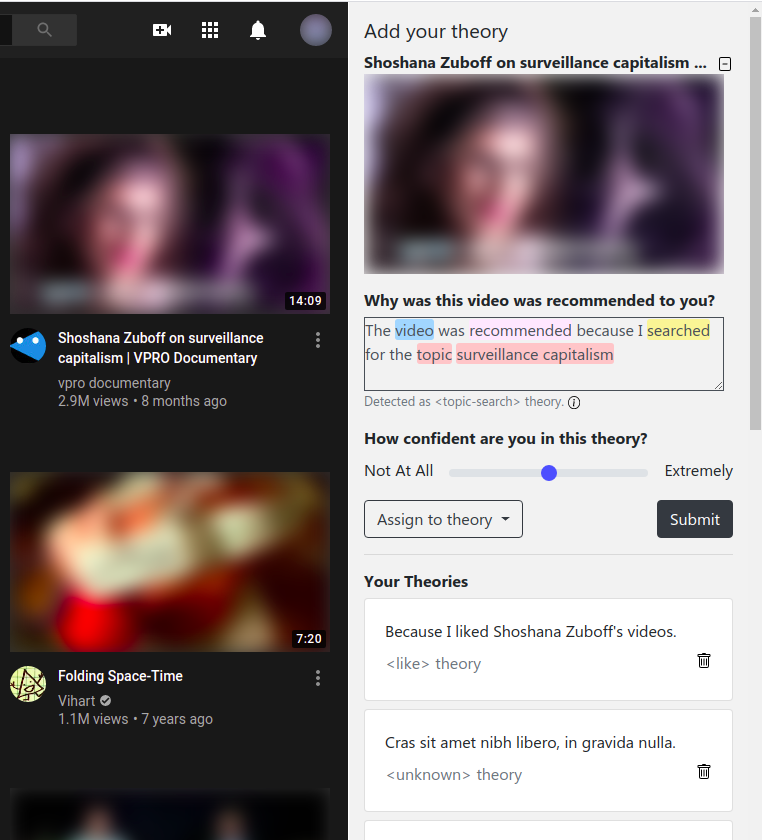 14:09
Shoshana Zuboff on surveillance
capitalism | VPRO Documentary
vpro documentary
2.9M views • 8 months ago
7:20
Folding Space-Time
Vihart
1.1M views • 7 years ago
Add your theory
Shoshana Zuboff on surveillance capitalism ...
Why was this video was recommended to you?
The video was recommended because I searched
for the topic surveillance capitalism
Detected as <topic-search> theory.
How confident are you in this theory?
Not At All Extremely
Assign to theory Submit
Your Theories
Because I liked Shoshana Zuboff's videos.
<like> theory
Cras sit amet nibh libero, in gravida nulla.
<unknown> theory